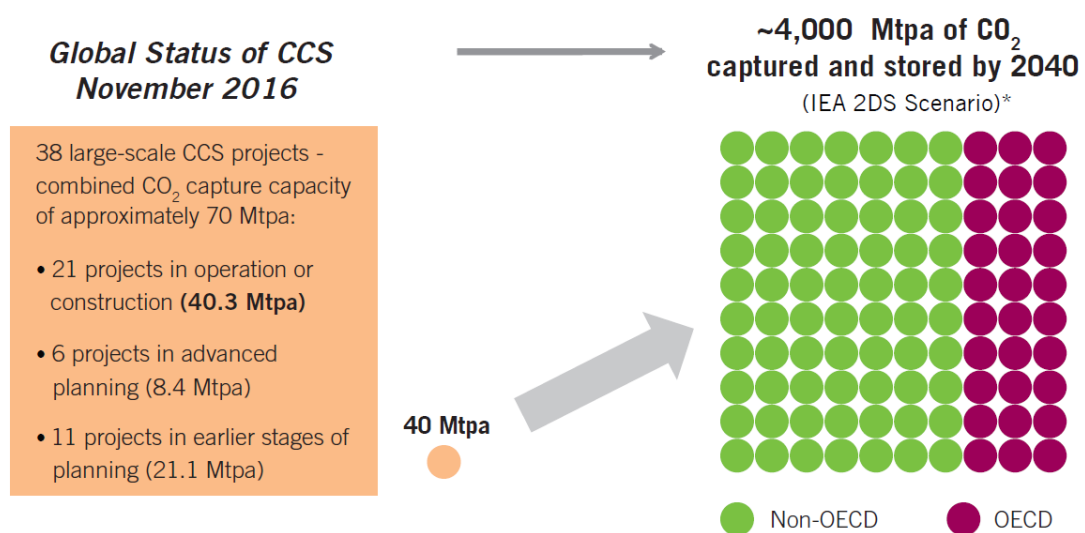 Global Status of CCS
November 2016
38 large-scale CCS projects -
combined CO₂ capture capacity
of approximately 70 Mtpa:
• 21 projects in operation or
construction (40.3 Mtpa)
• 6 projects in advanced
planning (8.4 Mtpa)
• 11 projects in earlier stages of
planning (21.1 Mtpa)
40 Mtpa
~4,000 Mtpa of CO₂
captured and stored by 2040
(IEA 2DS Scenario)*
Non-OECD
OECD